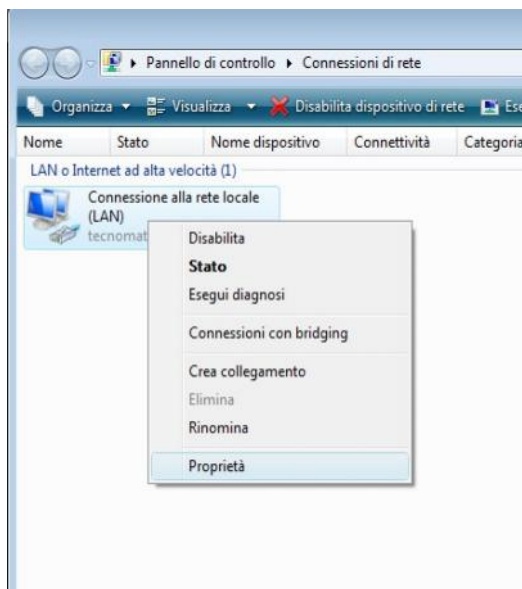 Pannello di controllo Connessioni di rete
Organizza Visualizza Disabilita dispositivo di rete
Nome Stato Nome dispositivo Connettività Categoria
LAN o Internet ad alta velocità (1)
Connessione alla rete locale
(LAN)
Disabilita
Stato
Esegui diagnosi
Connessioni con bridging
Crea collegamento
Elimina
Rinomina
Proprietà